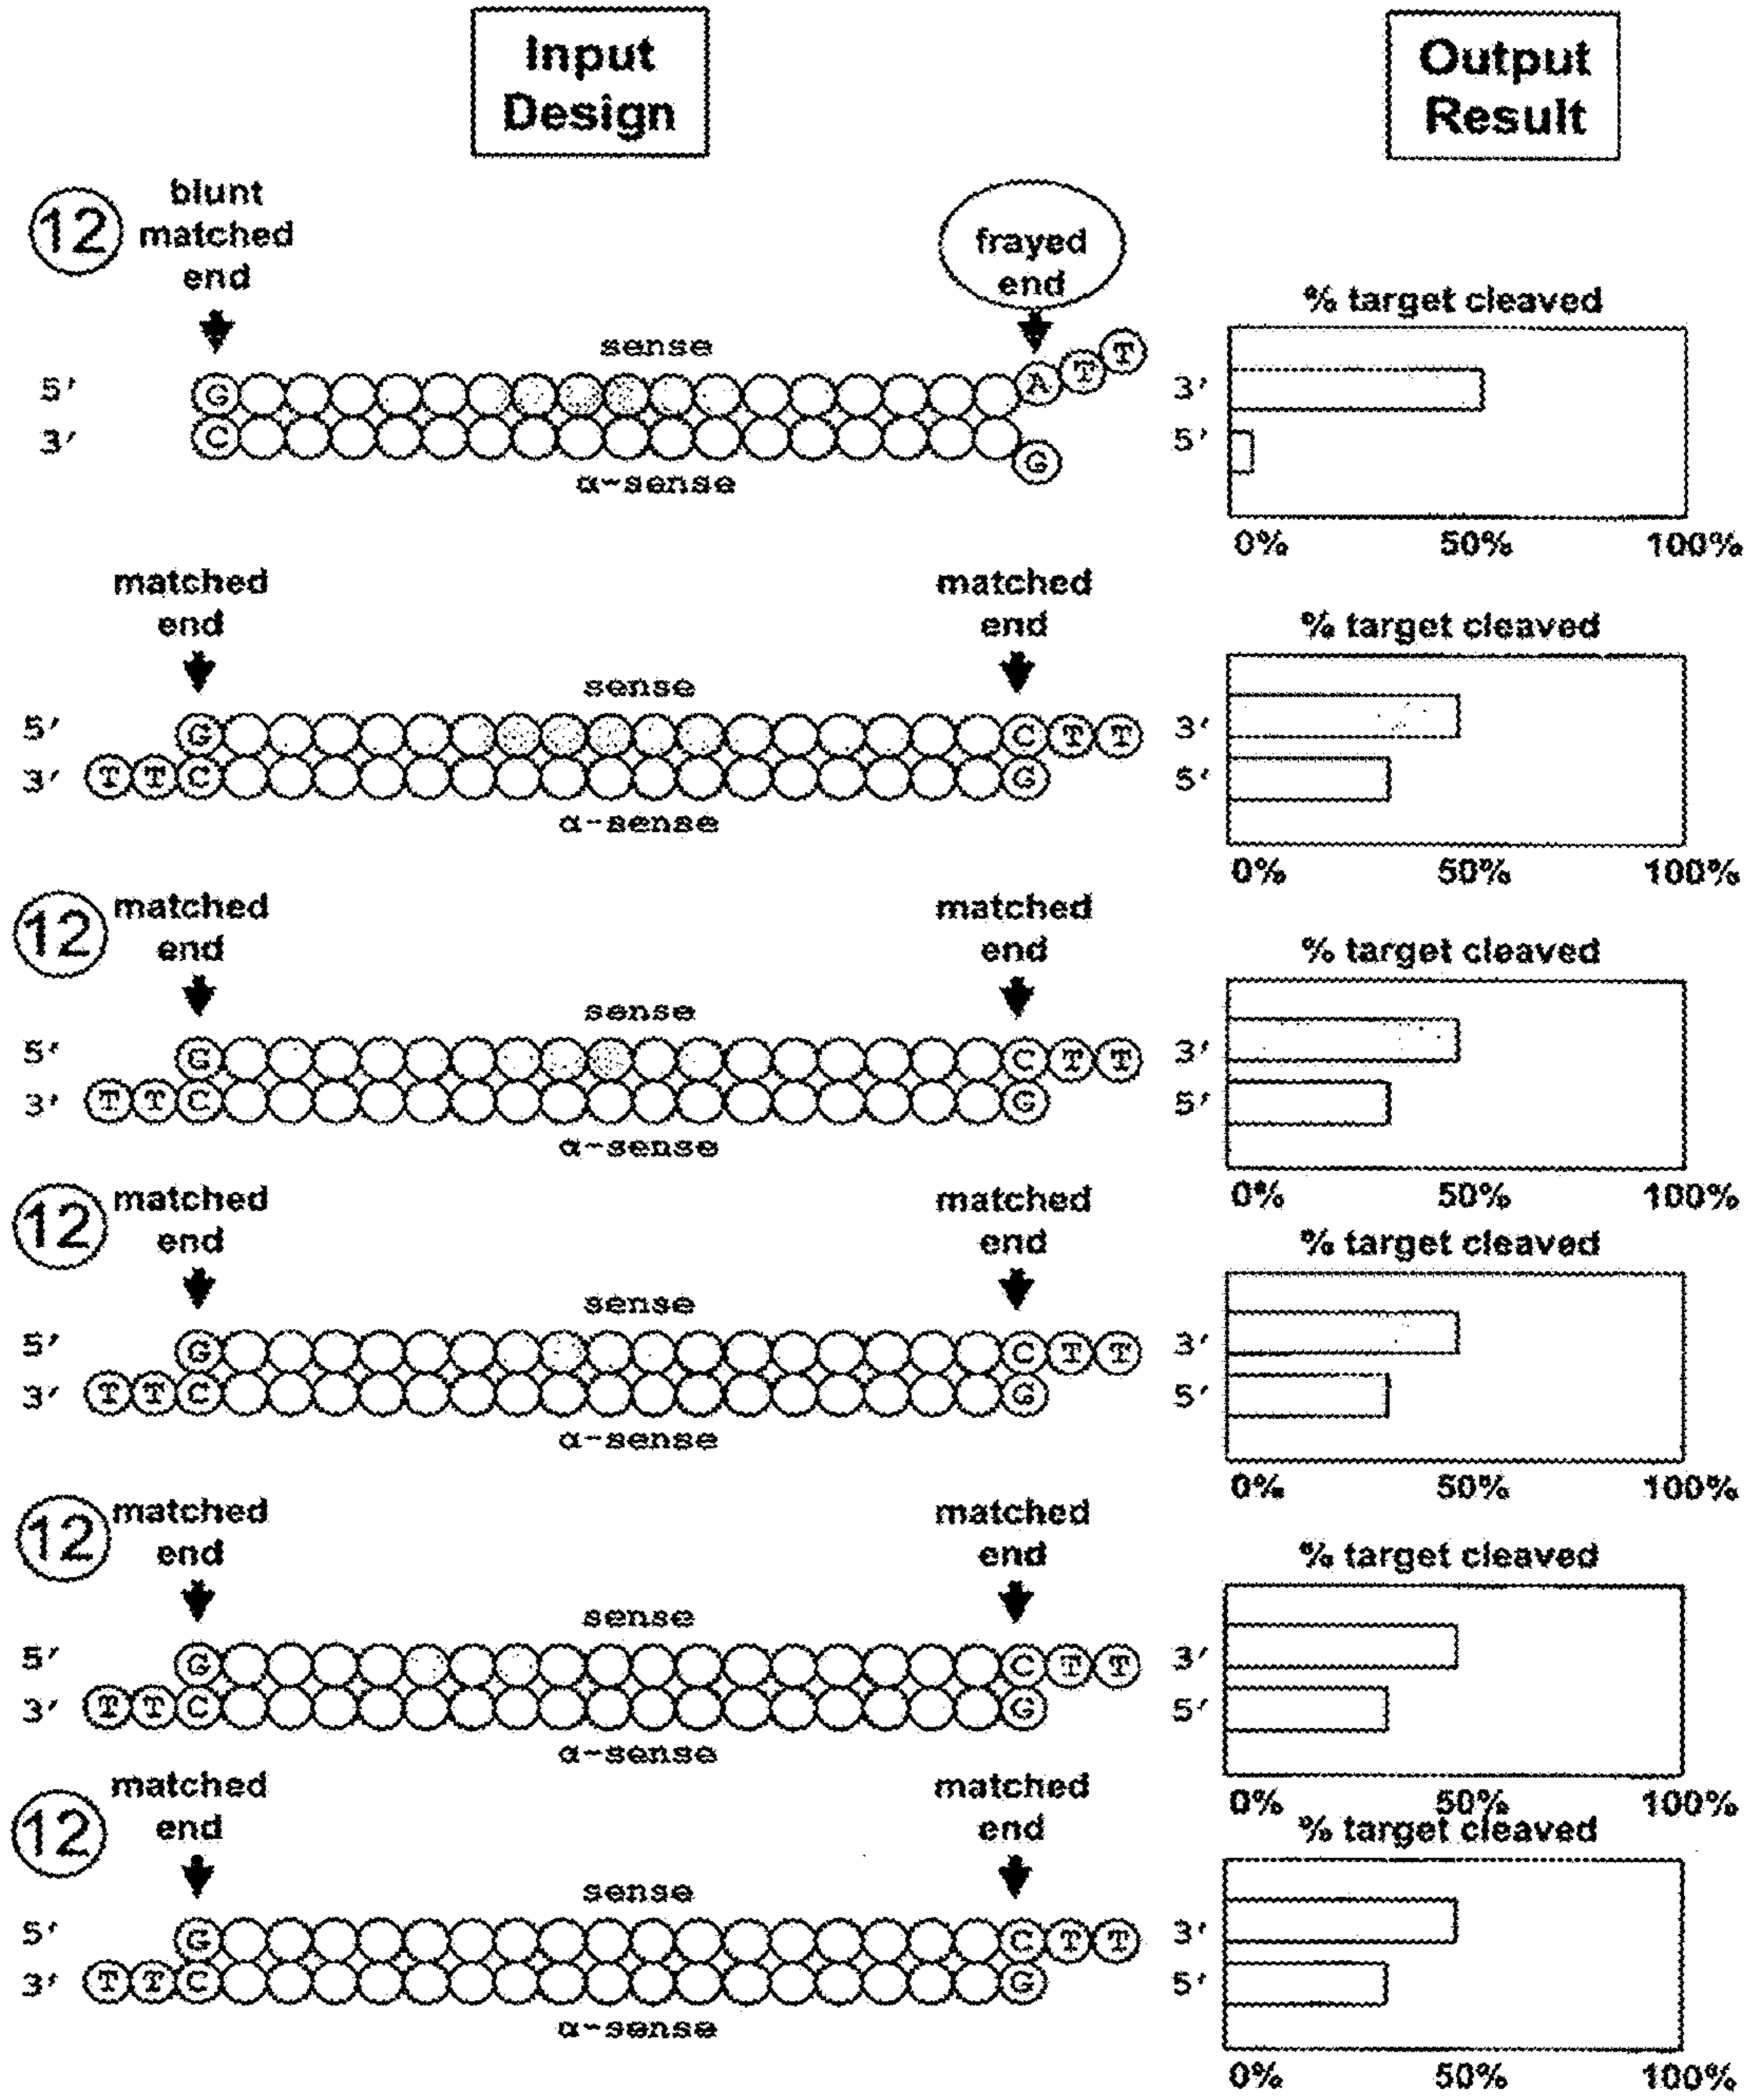 Input
Design
Output
Result
12
blunt
matched
end
frayed
end
sense
5'
G
A
T
T
3'
C
G
α-sense
% target cleaved
3'
5'
0%
50%
100%
matched
end
matched
end
sense
5'
G
C
T
T
3'
T
T
C
G
α-sense
% target cleaved
3'
5'
0%
50%
100%
12
matched
end
matched
end
sense
5'
G
C
T
T
3'
T
T
C
G
α-sense
% target cleaved
3'
5'
0%
50%
100%
12
matched
end
matched
end
sense
5'
G
C
T
T
3'
T
T
C
G
α-sense
% target cleaved
3'
5'
0%
50%
100%
12
matched
end
matched
end
sense
5'
G
C
T
T
3'
T
T
C
G
α-sense
% target cleaved
3'
5'
0%
50%
100%
12
matched
end
matched
end
sense
5'
G
C
T
T
3'
T
T
C
G
α-sense
% target cleaved
3'
5'
0%
50%
100%